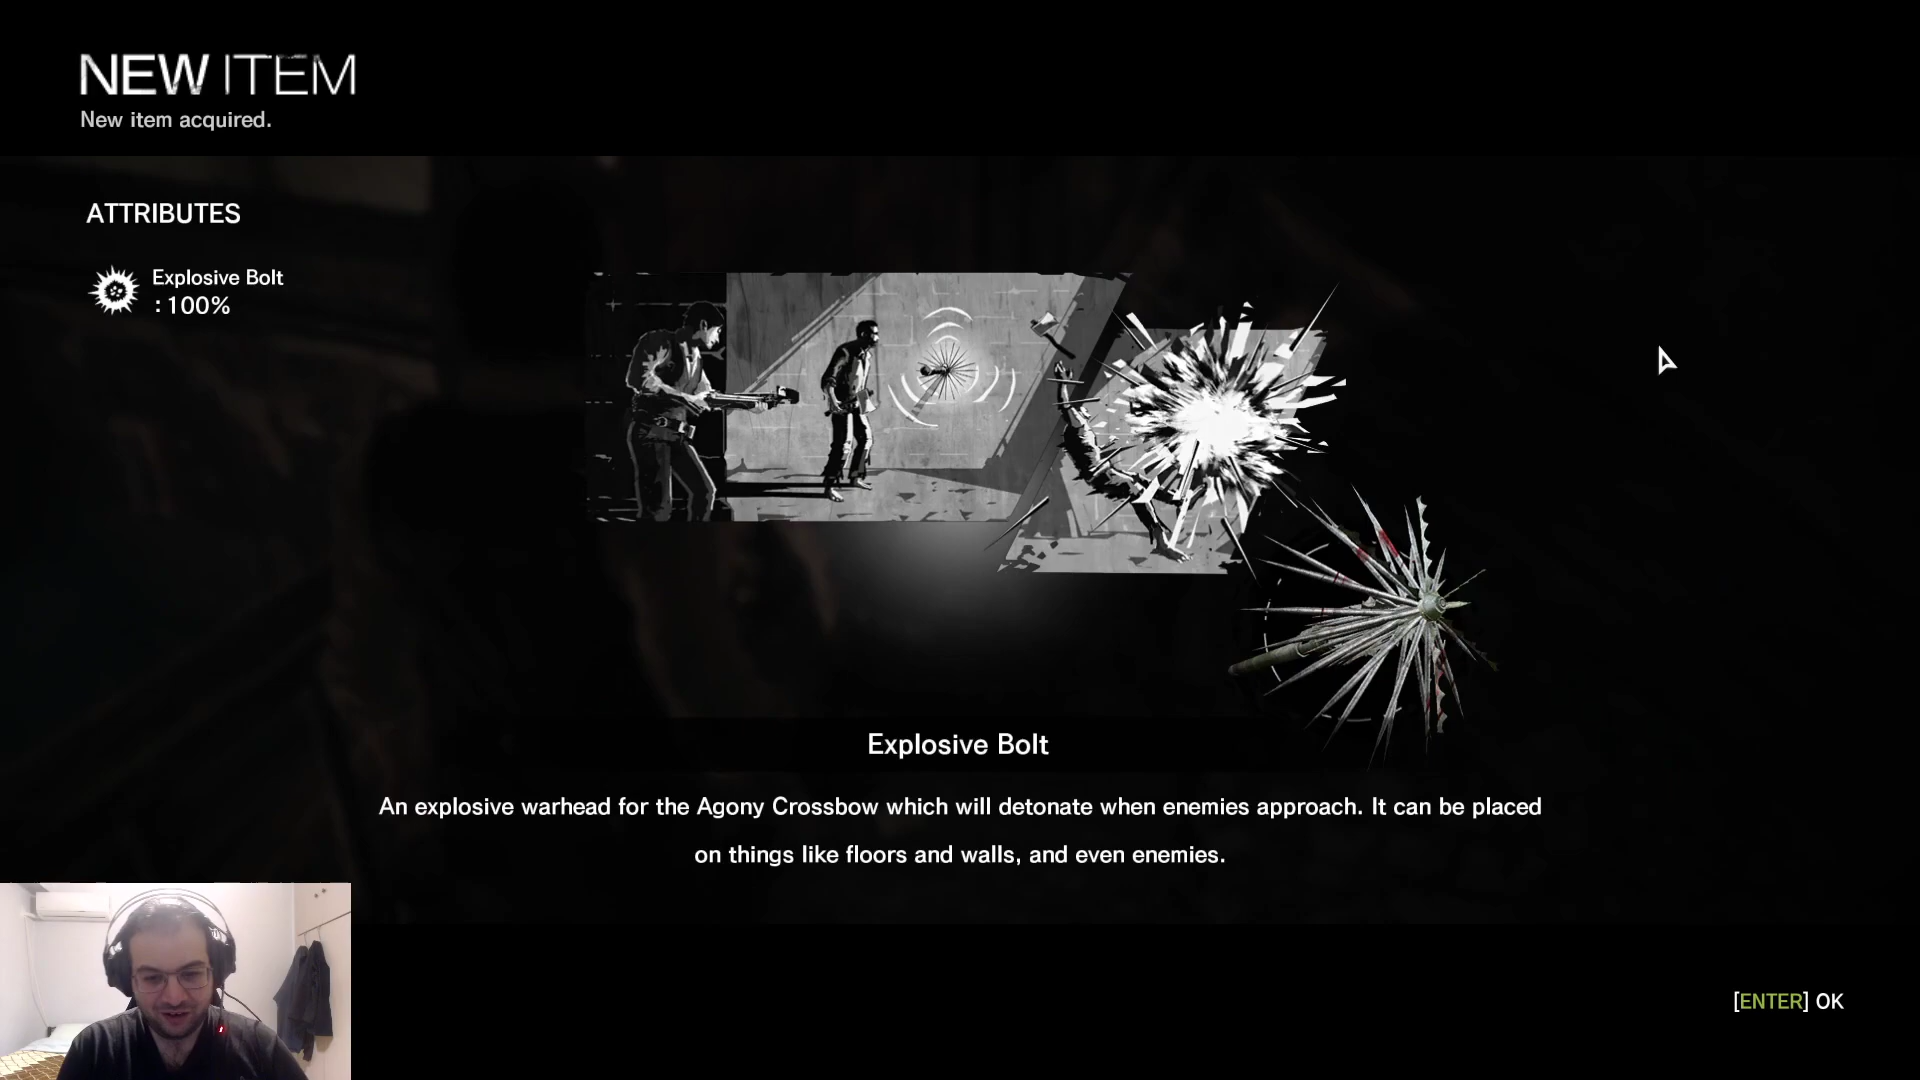 NEW ITEM
New item acquired.
ATTRIBUTES
Explosive Bolt
: 100%
Explosive Bolt
An explosive warhead for the Agony Crossbow which will detonate when enemies approach. It can be placed
on things like floors and walls, and even enemies.
[ENTER] OK